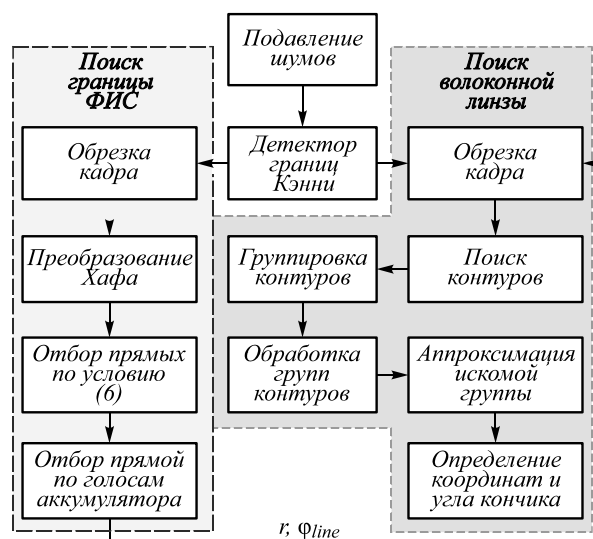 Подавление
шумов
Поиск
границы
ФИС
Поиск
волоконной
линзы
Обрезка
кадра
Детектор
границ
Кэнни
Обрезка
кадра
Преобразование
Хафа
Группировка
контуров
Поиск
контуров
Отбор прямых
по условию
(6)
Обработка
групп
контуров
Аппроксимация
искомой
группы
Отбор прямой
по голосам
аккумулятора
Определение
координат и
угла кончика
r, φline